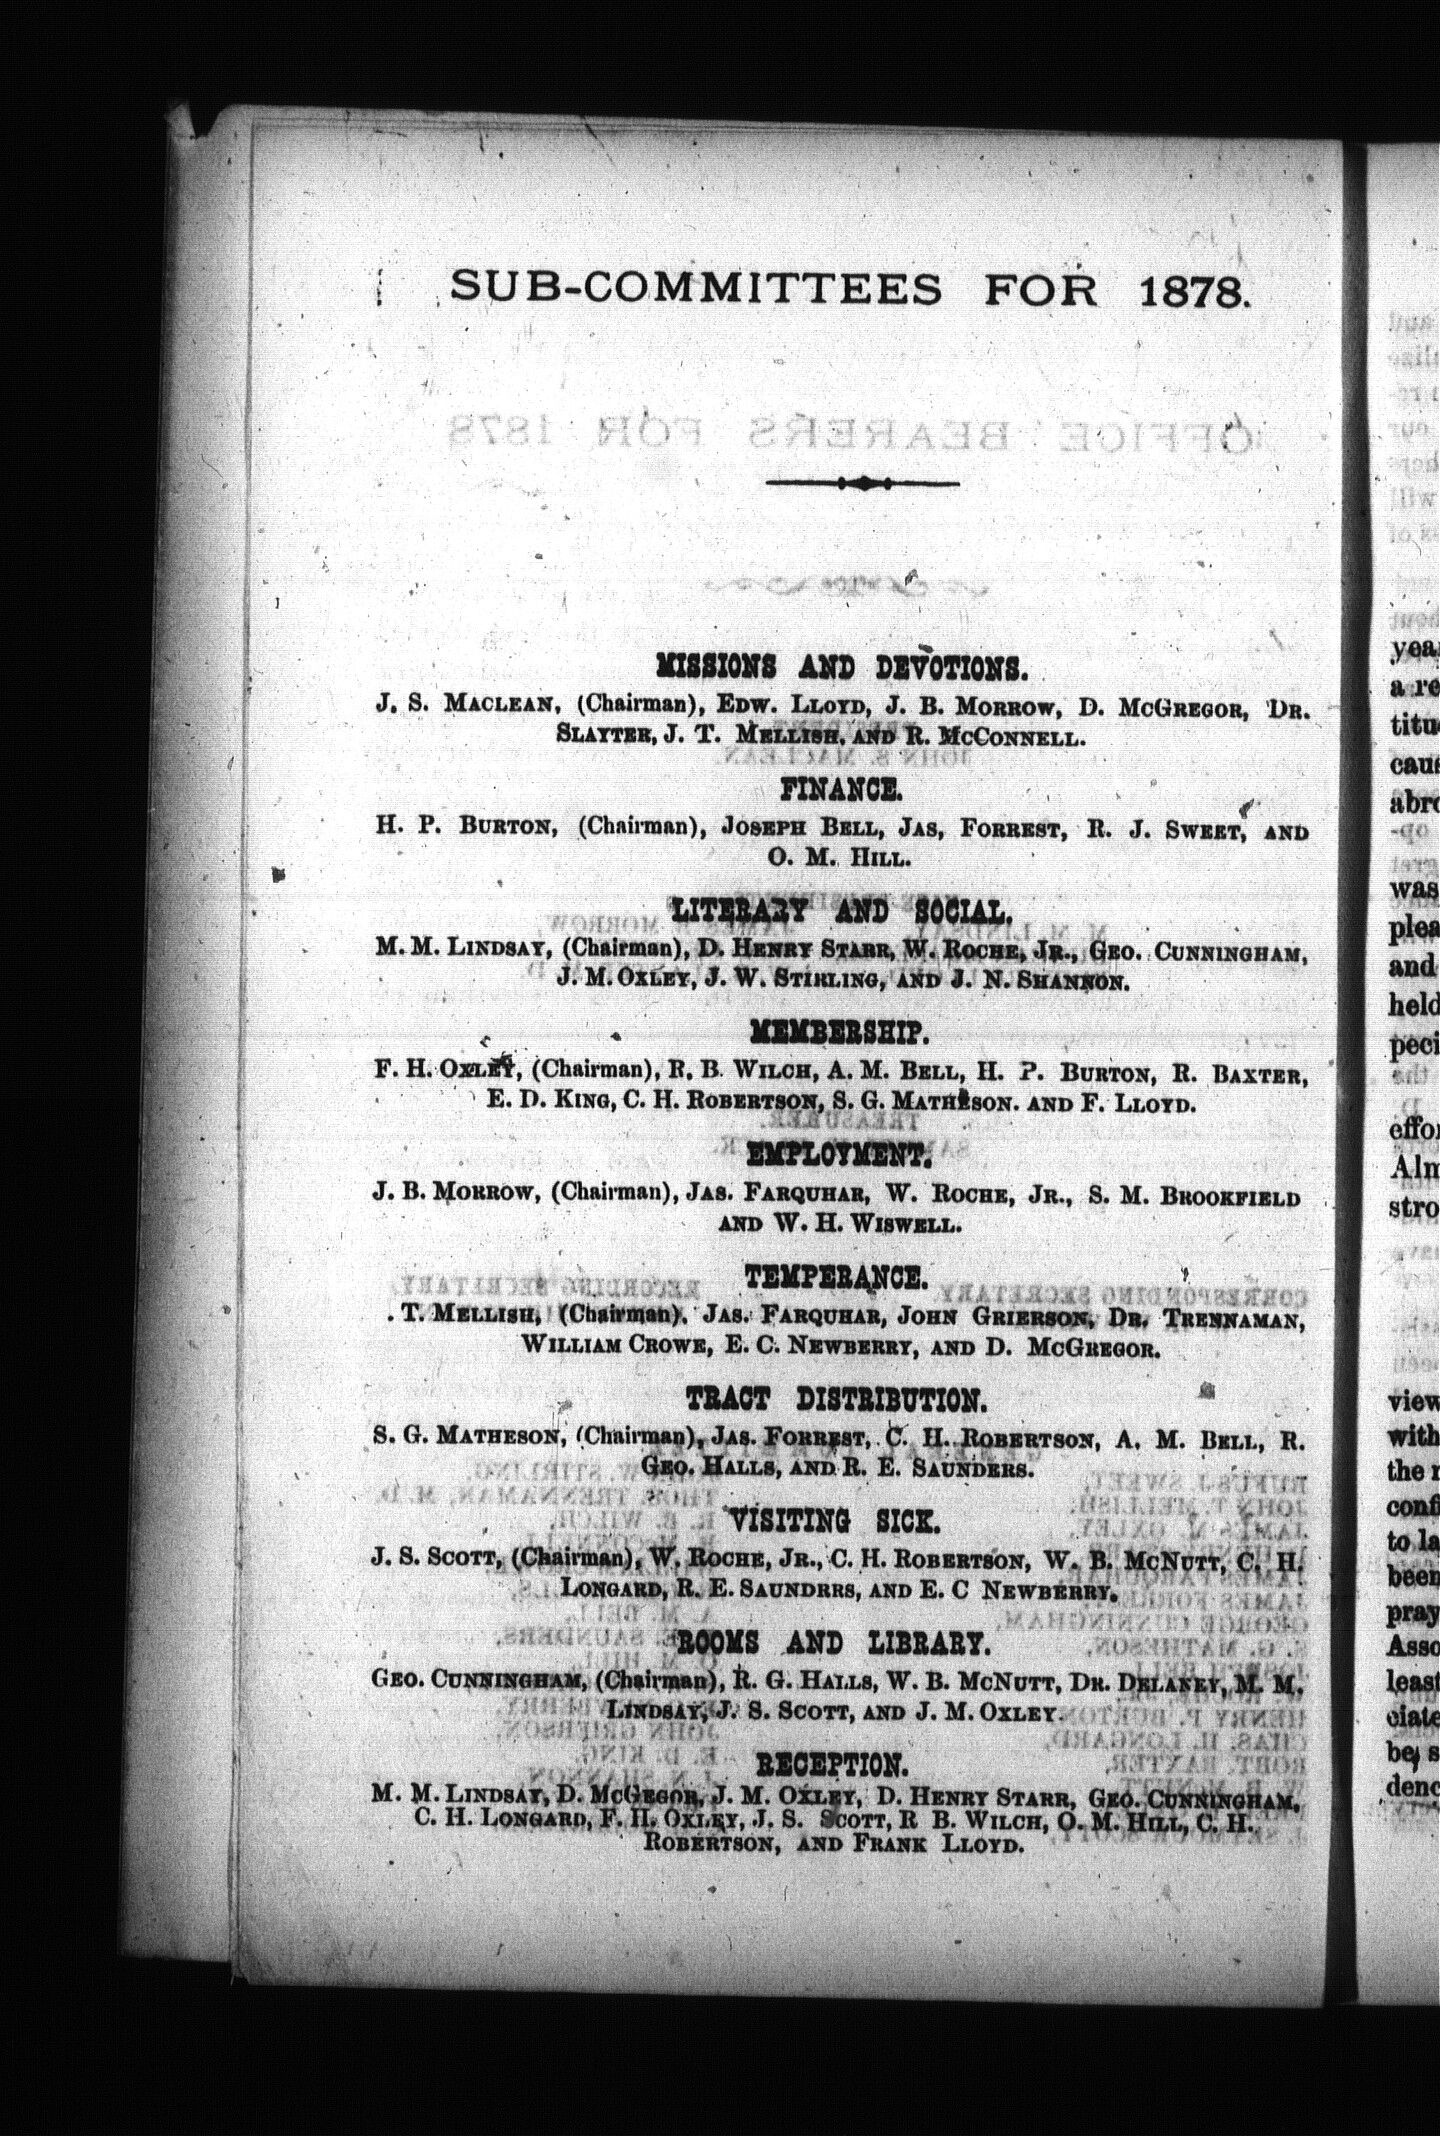 SUB-COMMITTEES FOR 1878.
MISSIONS AND DEVOTIONS.
J. S. MACLEAN, (Chairman), EDW. LLOYD, J. B. MORROW, D. MCGREGOR, DR.
SLAYTER, J. T. MELLISH, AND R. MCCONNELL.
FINANCE.
H. P. BURTON, (Chairman), JOSEPH BELL, JAS, FORREST, R. J. SWEET, AND
O. M. HILL.
LITERARY AND SOCIAL.
M. M. LINDSAY, (Chairman), D. HENRY STARR, W. ROCHE, JR., GEO. CUNNINGHAM,
J. M. OXLEY, J. W. STIRLING, AND J. N. SHANNON.
MEMBERSHIP.
F. H. OXLEY, (Chairman), R. B. WILCH, A. M. BELL, H. P. BURTON, R. BAXTER,
E. D. KING, C. H. ROBERTSON, S. G. MATHESON. AND F. LLOYD.
EMPLOYMENT.
J. B. MORROW, (Chairman), JAS. FARQUHAR, W. ROCHE, JR., S. M. BROOKFIELD
AND W. H. WISWELL.
TEMPERANCE.
. T. MELLISH, (Chairman). JAS. FARQUHAR, JOHN GRIERSON, DR. TRENNAMAN,
WILLIAM CROWE, E. C. NEWBERRY, AND D. MCGREGOR.
TRACT DISTRIBUTION.
S. G. MATHESON, (Chairman), JAS. FORREST, C. H. ROBERTSON, A. M. BELL, R.
GEO. HALLS, AND R. E. SAUNDERS.
VISITING SICK.
J. S. SCOTT, (Chairman), W. ROCHE, JR., C. H. ROBERTSON, W. B. MCNUTT, C. H.
LONGARD, R. E. SAUNDRRS, AND E. C NEWBERRY.
ROOMS AND LIBRARY.
GEO. CUNNINGHAM, (Chairman), R. G. HALLS, W. B. MCNUTT, DR. DELANEY, M. M.
LINDSAY, J. S. SCOTT, AND J. M. OXLEY.
RECEPTION.
M. M. LINDSAY, D. MCGREGOR, J. M. OXLEY, D. HENRY STARR, GEO. CUNNINGHAM,
C. H. LONGARD, F. H. OXLEY, J. S. SCOTT, R B. WILCH, O. M. HILL, C. H.
ROBERTSON, AND FRANK LLOYD.